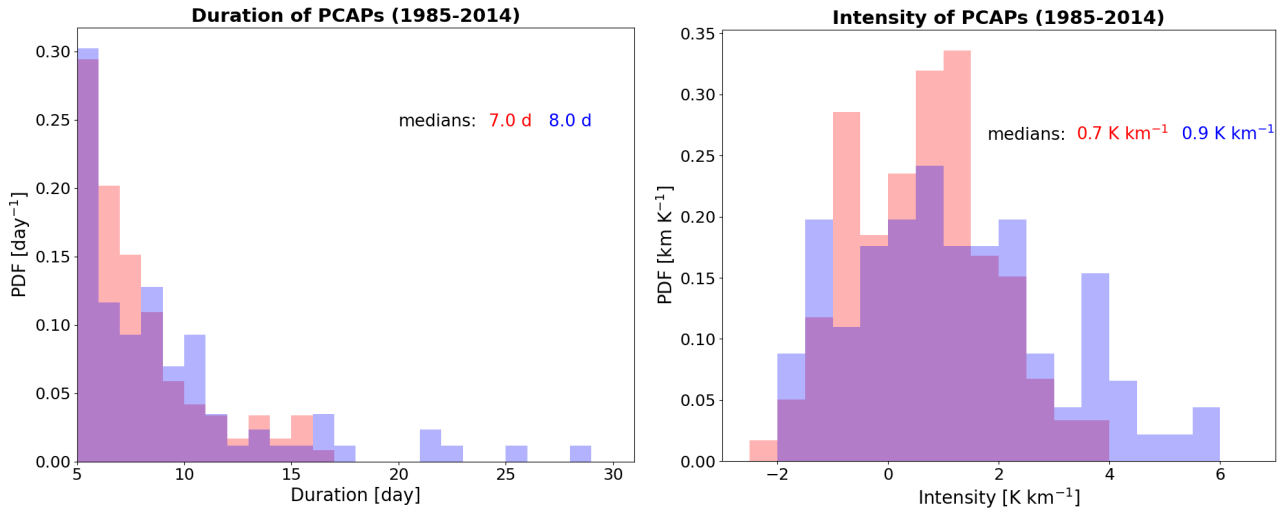 Duration of PCAPs (1985-2014)
0.30
0.25
0.20
0.15
0.10
0.05
0.00
PDF [day⁻¹]
medians: 7.0 d 8.0 d
5 10 15 20 25 30
Duration [day]
Intensity of PCAPs (1985-2014)
0.35
0.30
0.25
0.20
0.15
0.10
0.05
0.00
PDF [km K⁻¹]
medians: 0.7 K km⁻¹ 0.9 K km⁻¹
−2 0 2 4 6
Intensity [K km⁻¹]